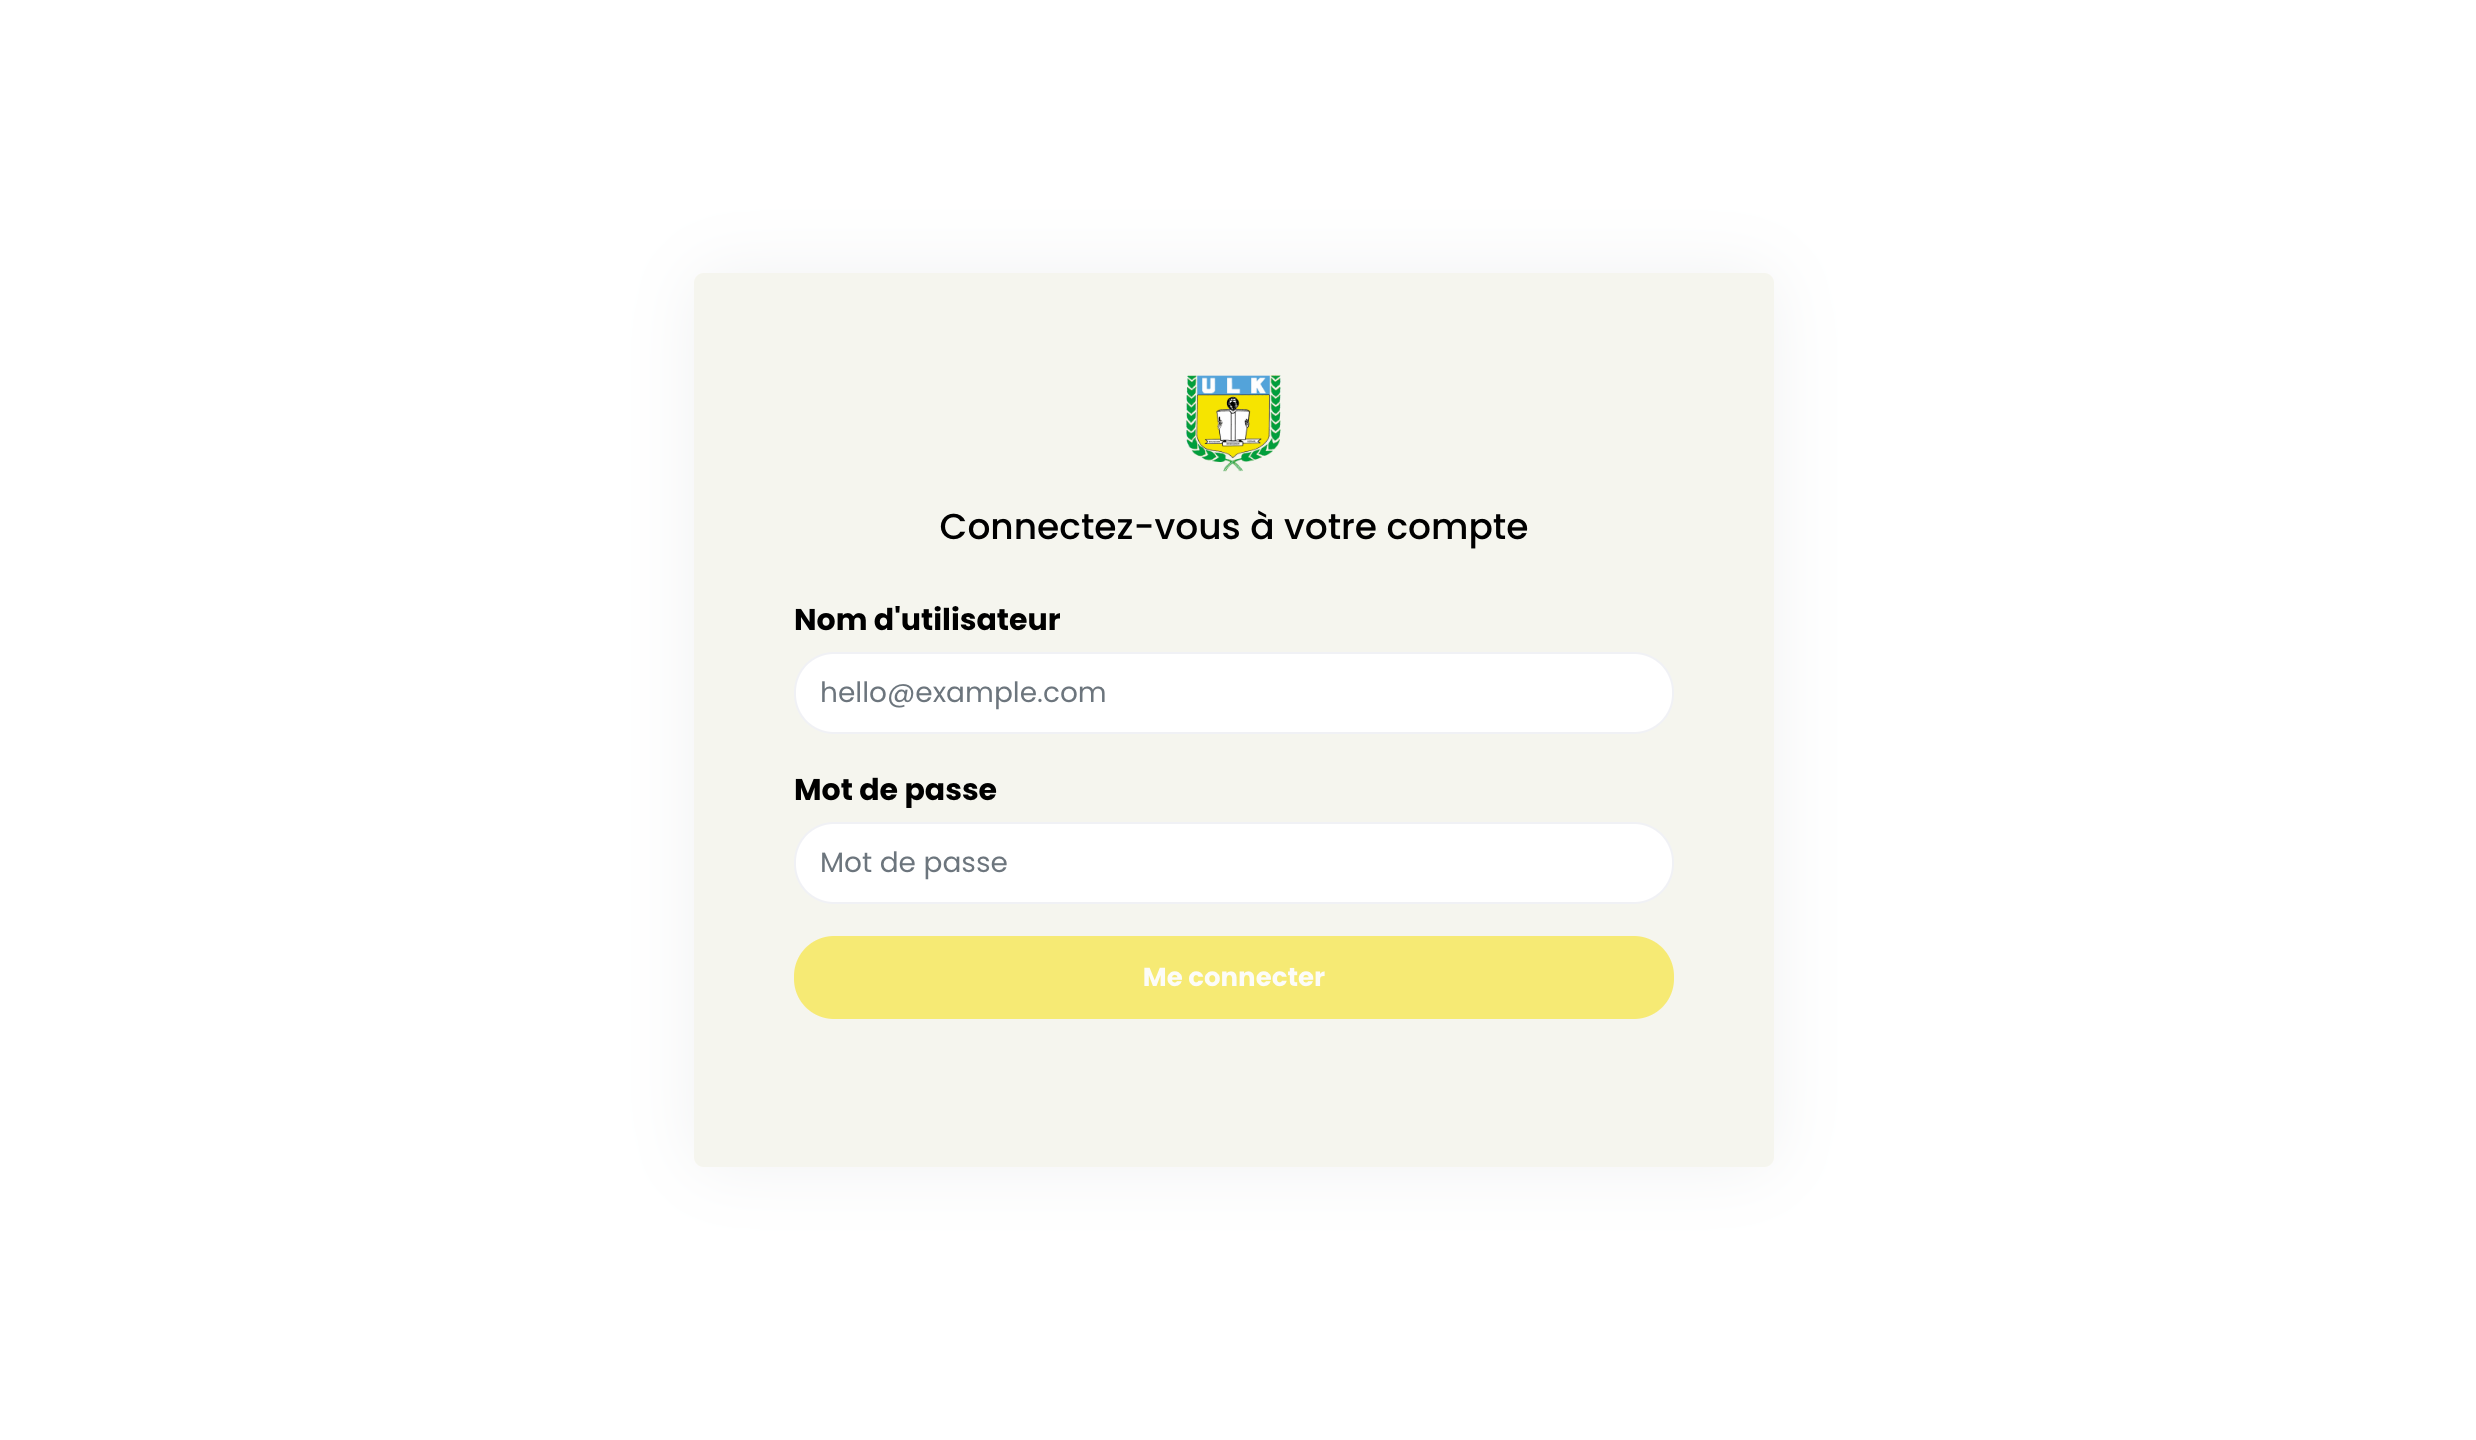 U L K
Connectez-vous à votre compte
Nom d'utilisateur
hello@example.com
Mot de passe
Mot de passe
Me connecter